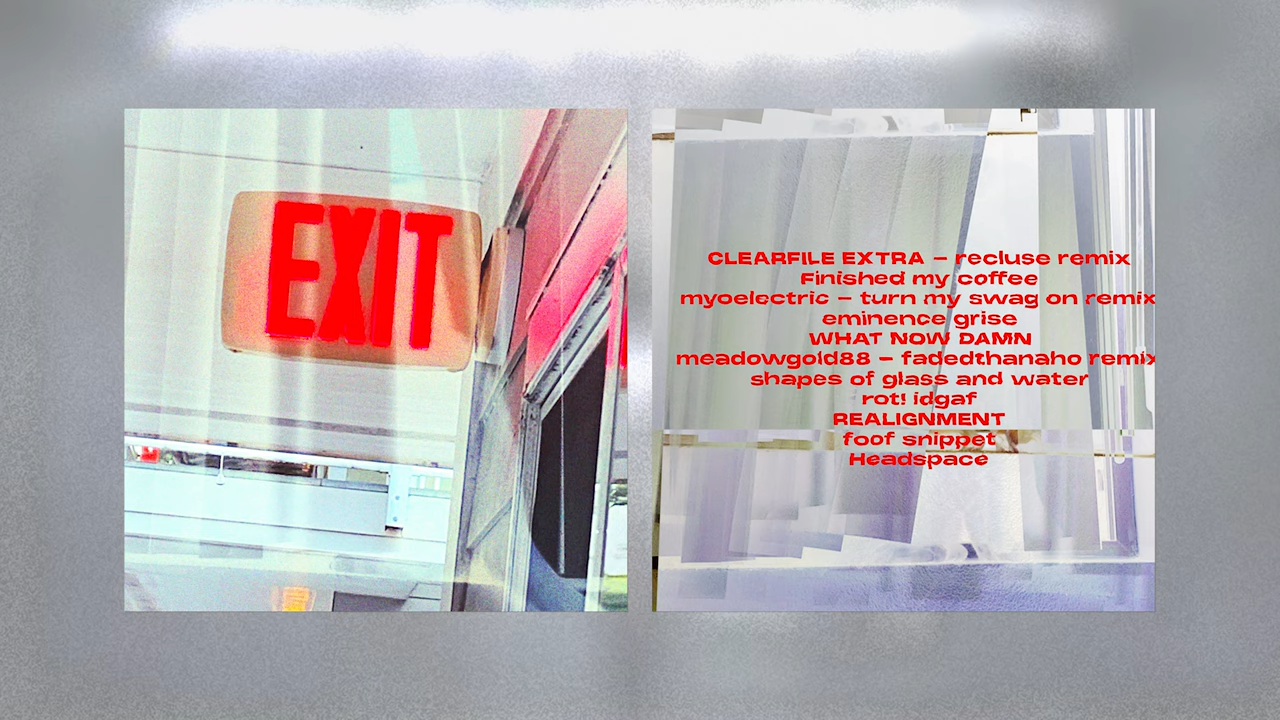 EXIT
CLEARFILE EXTRA – recluse remix
Finished my coffee
myoelectric – turn my swag on remix
eminence grise
WHAT NOW DAMN
meadowgold88 – fadedthanaho remix
shapes of glass and water
rot! idgaf
REALIGNMENT
foof snippet
Headspace